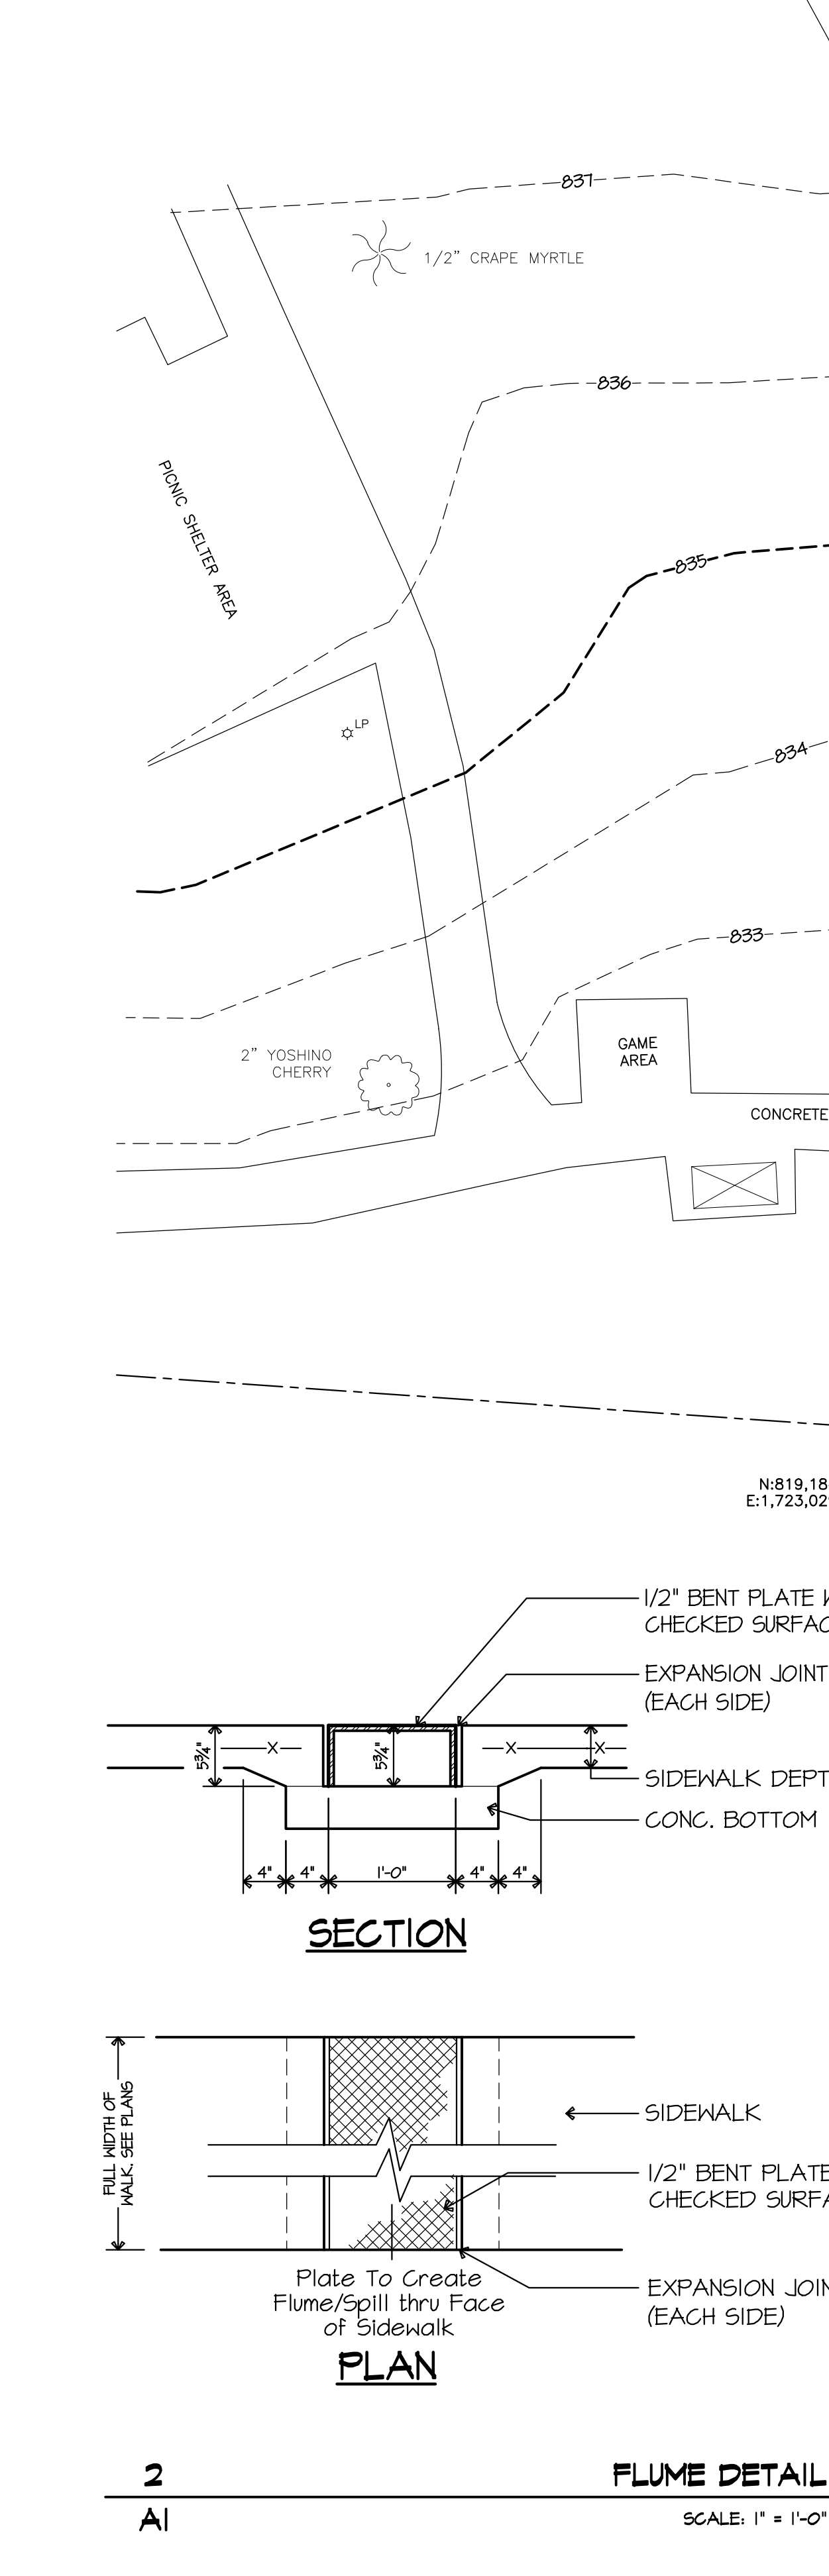 837
1/2" CRAPE MYRTLE
836
PICNIC SHELTER AREA
835
LP
834
833
GAME
AREA
2" YOSHINO
CHERRY
CONCRETE
N:819,18
E:1,723,02
1/2" BENT PLATE
CHECKED SURFAC
EXPANSION JOINT
(EACH SIDE)
5¾"
X
5¾"
X
X
SIDEWALK DEPT
CONC. BOTTOM
4"
4"
1'-0"
4"
4"
SECTION
FULL WIDTH OF
WALK. SEE PLANS
SIDEWALK
1/2" BENT PLATE
CHECKED SURFA
Plate To Create
Flume/Spill thru Face
of Sidewalk
EXPANSION JOIN
(EACH SIDE)
PLAN
2
FLUME DETAIL
A1
SCALE: 1" = 1'-0"